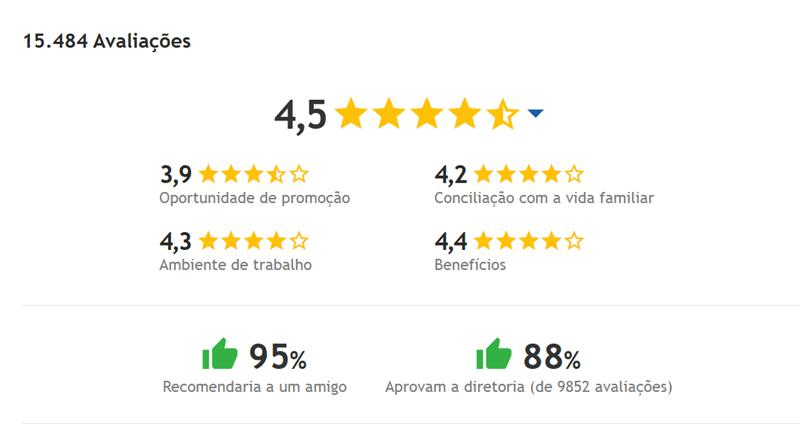 15.484 Avaliações
4,5
3,9
Oportunidade de promoção
4,2
Conciliação com a vida familiar
4,3
Ambiente de trabalho
4,4
Benefícios
95%
Recomendaria a um amigo
88%
Aprovam a diretoria (de 9852 avaliações)